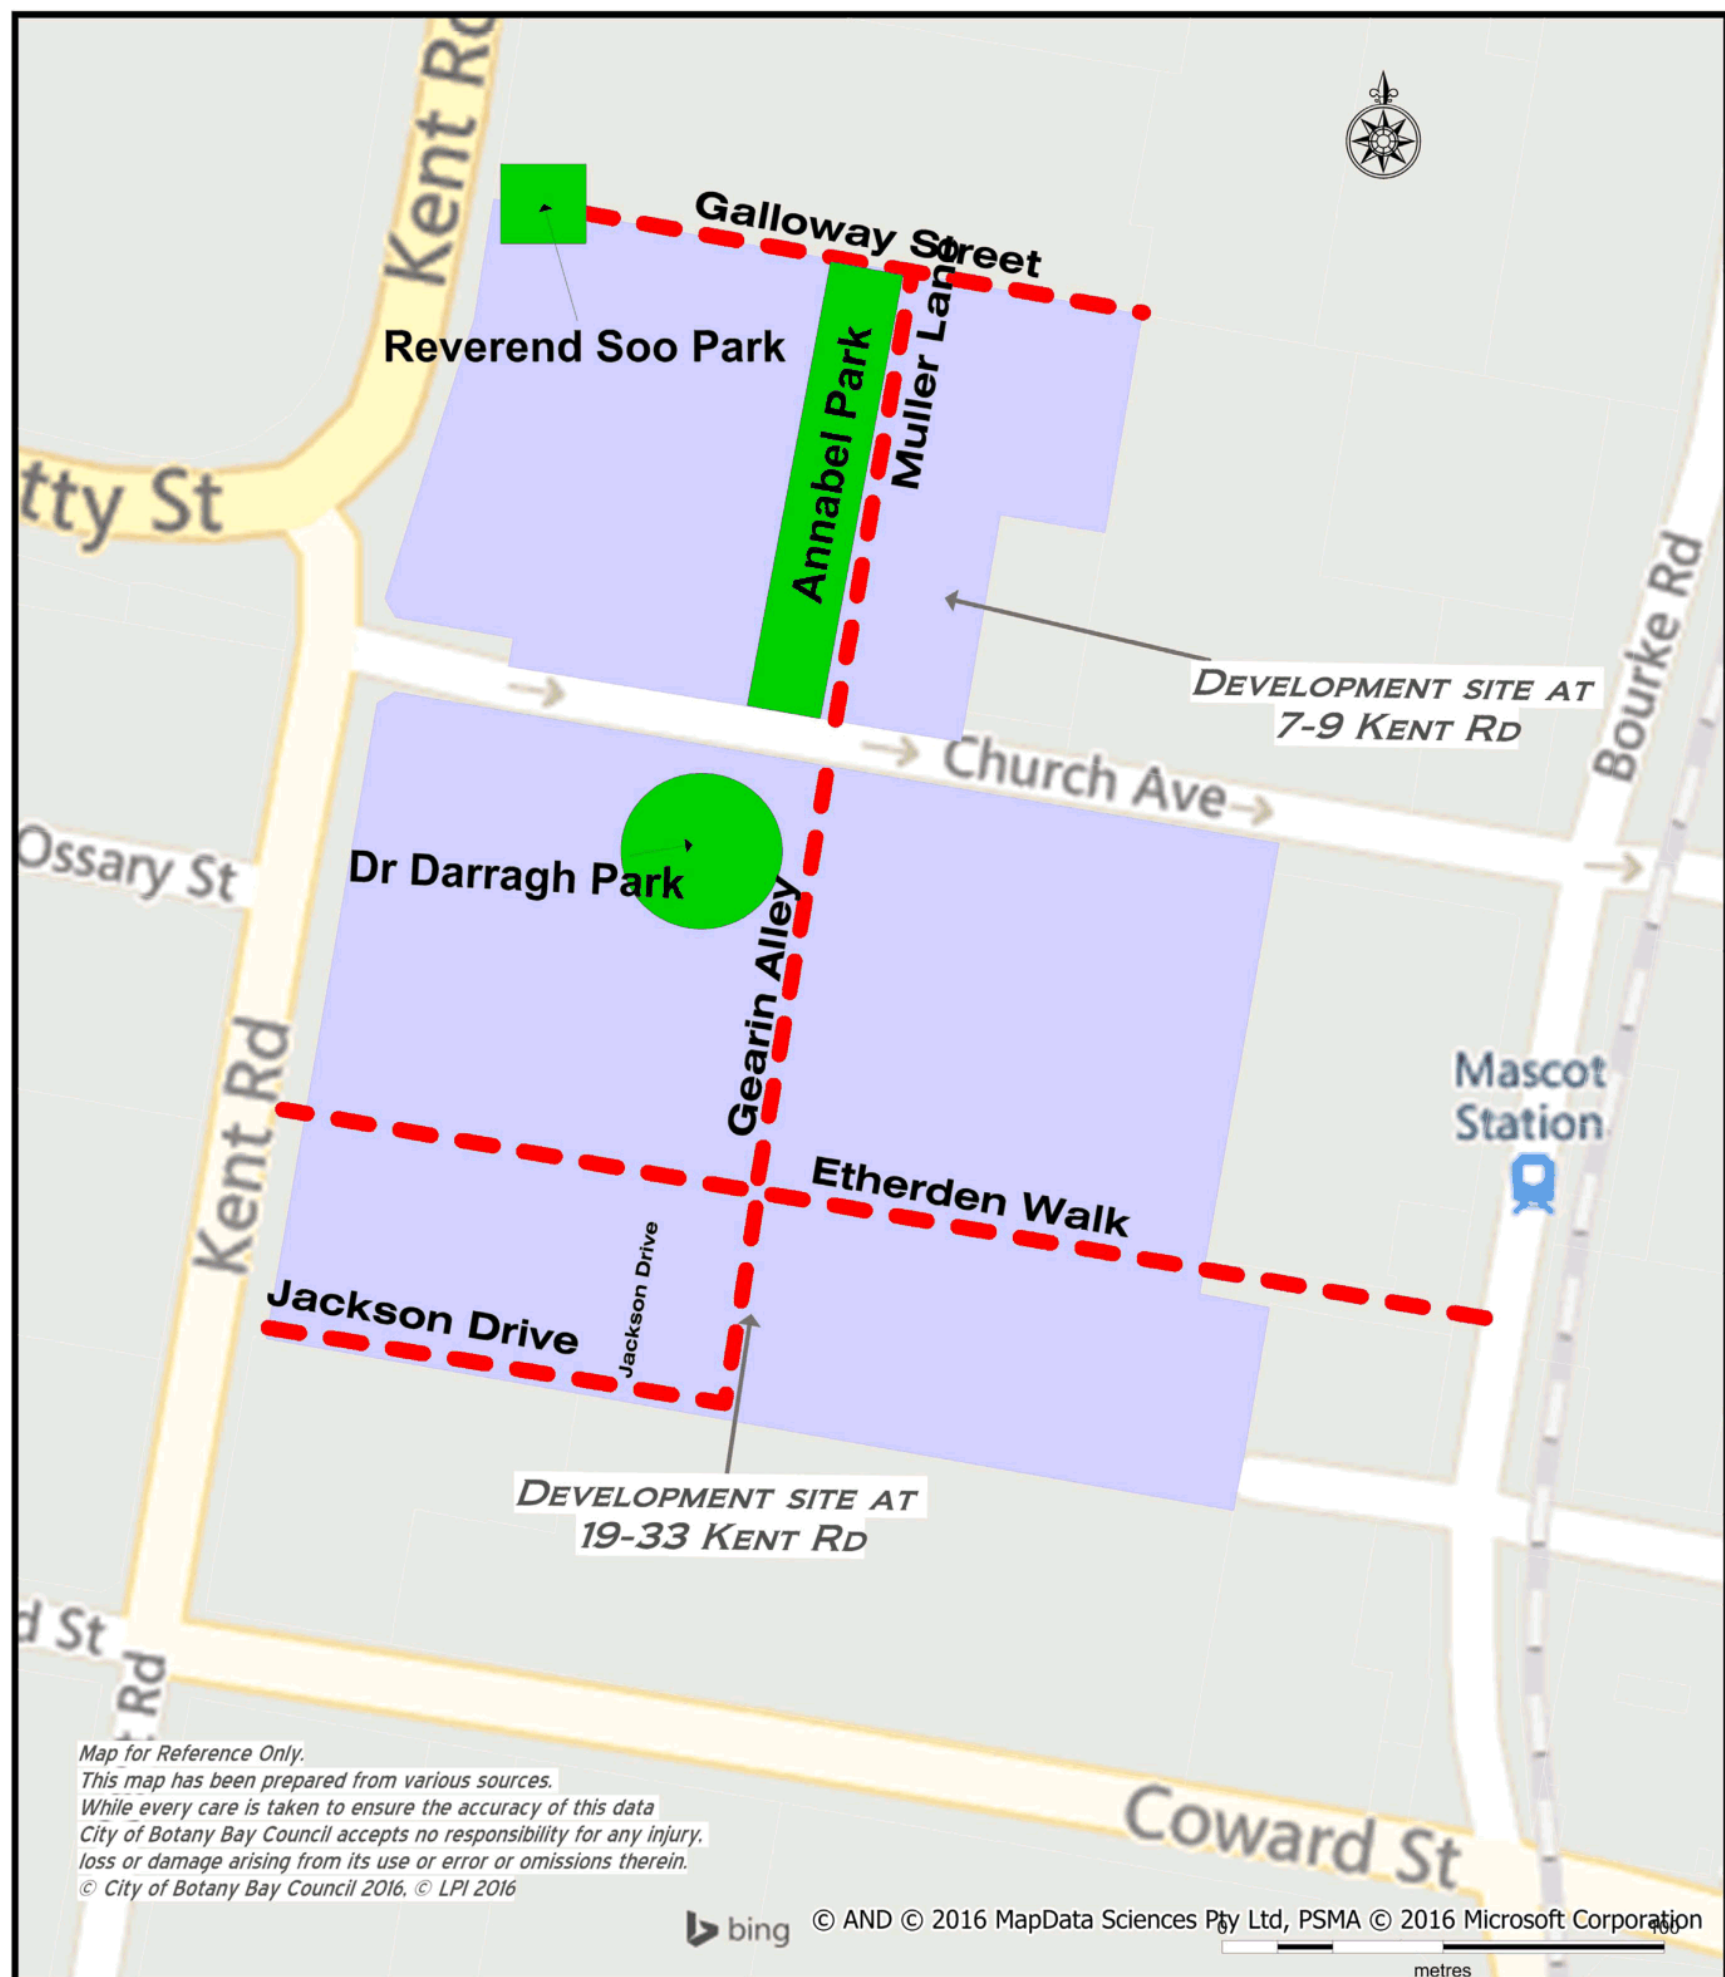 Kent Rd
Galloway Street
Muller Lane
Reverend Soo Park
Annabel Park
tty St
Bourke Rd
Development site at
7-9 Kent Rd
Church Ave
Ossary St
Dr Darragh Park
Gearin Alley
Kent Rd
Mascot
Station
Etherden Walk
Jackson Drive
Jackson Drive
Development site at
19-33 Kent Rd
d St
t Rd
Map for Reference Only.
This map has been prepared from various sources.
While every care is taken to ensure the accuracy of this data
City of Botany Bay Council accepts no responsibility for any injury,
loss or damage arising from its use or error or omissions therein.
© City of Botany Bay Council 2016, © LPI 2016
Coward St
bing
© AND © 2016 MapData Sciences Pty Ltd, PSMA © 2016 Microsoft Corporation
0 100
metres